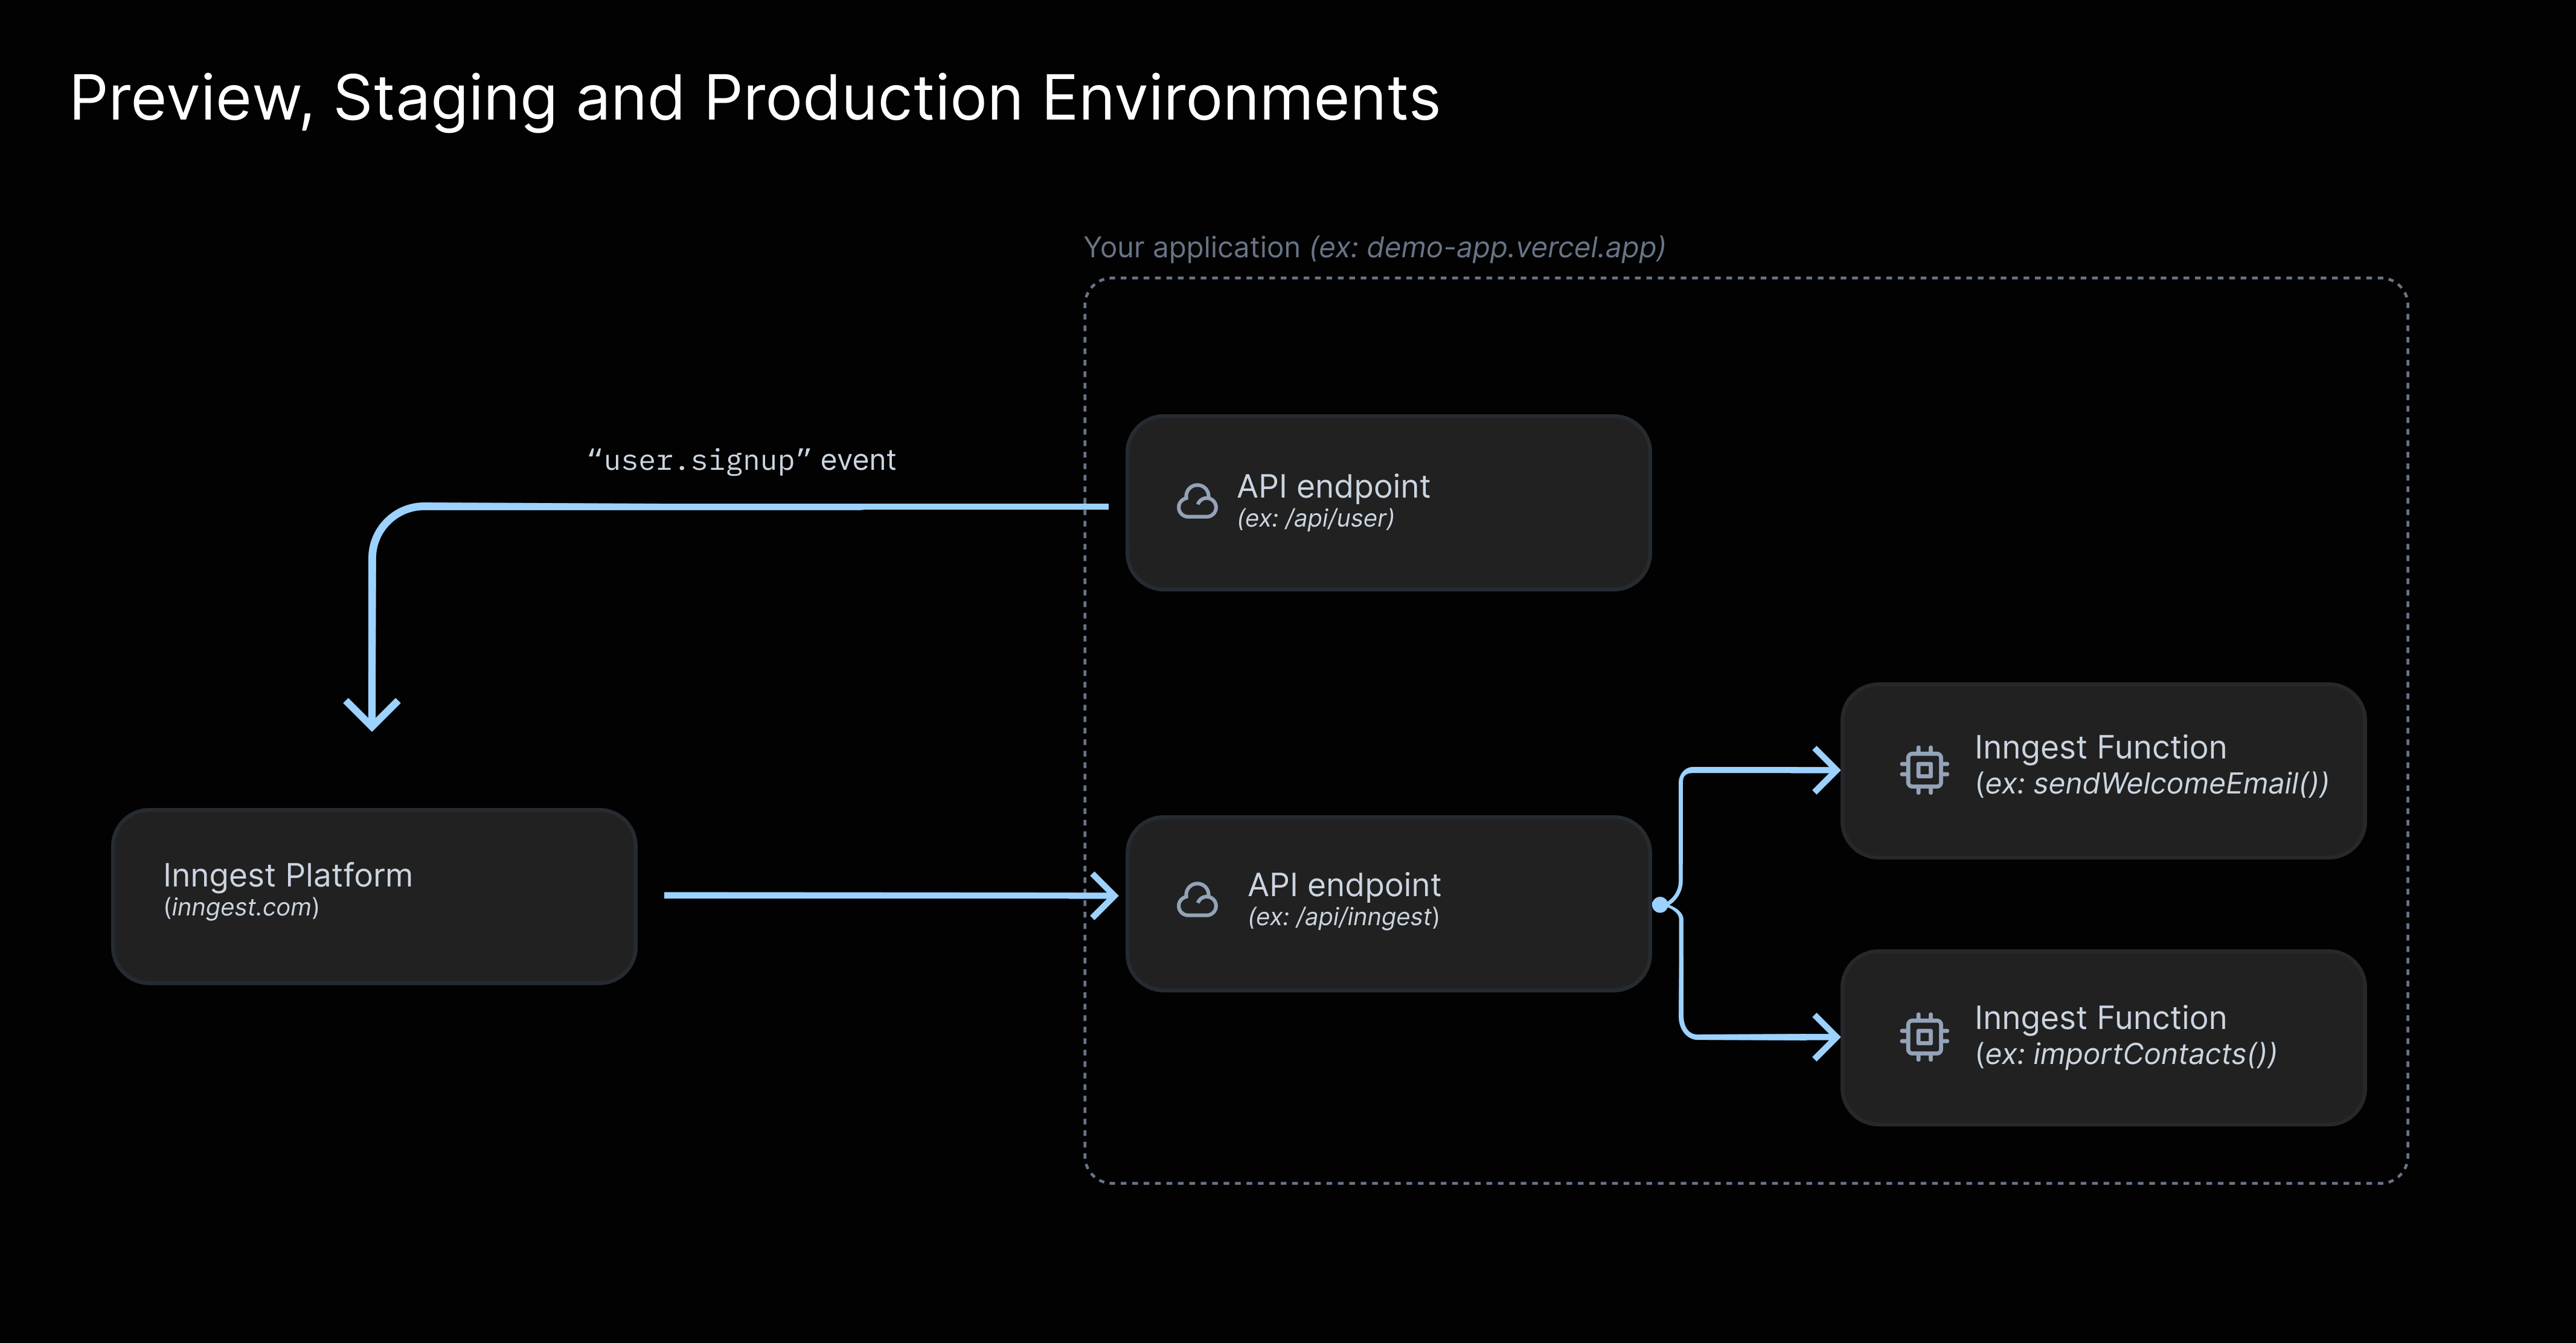 Preview, Staging and Production Environments
Your application (ex: demo-app.vercel.app)
“user.signup” event
API endpoint
(ex: /api/user)
Inngest Platform
(inngest.com)
API endpoint
(ex: /api/inngest)
Inngest Function
(ex: sendWelcomeEmail())
Inngest Function
(ex: importContacts())